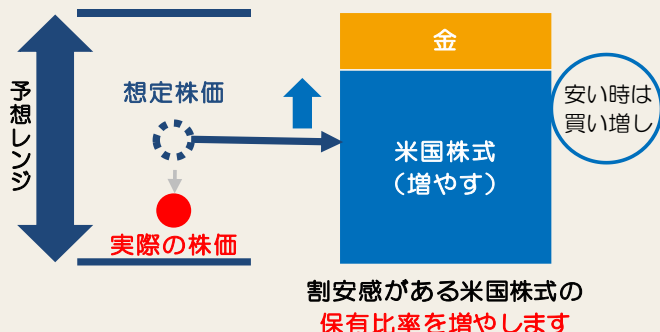 予想レンジ
想定株価
実際の株価
金
米国株式
（増やす）
安い時は
買い増し
割安感がある米国株式の
保有比率を増やします